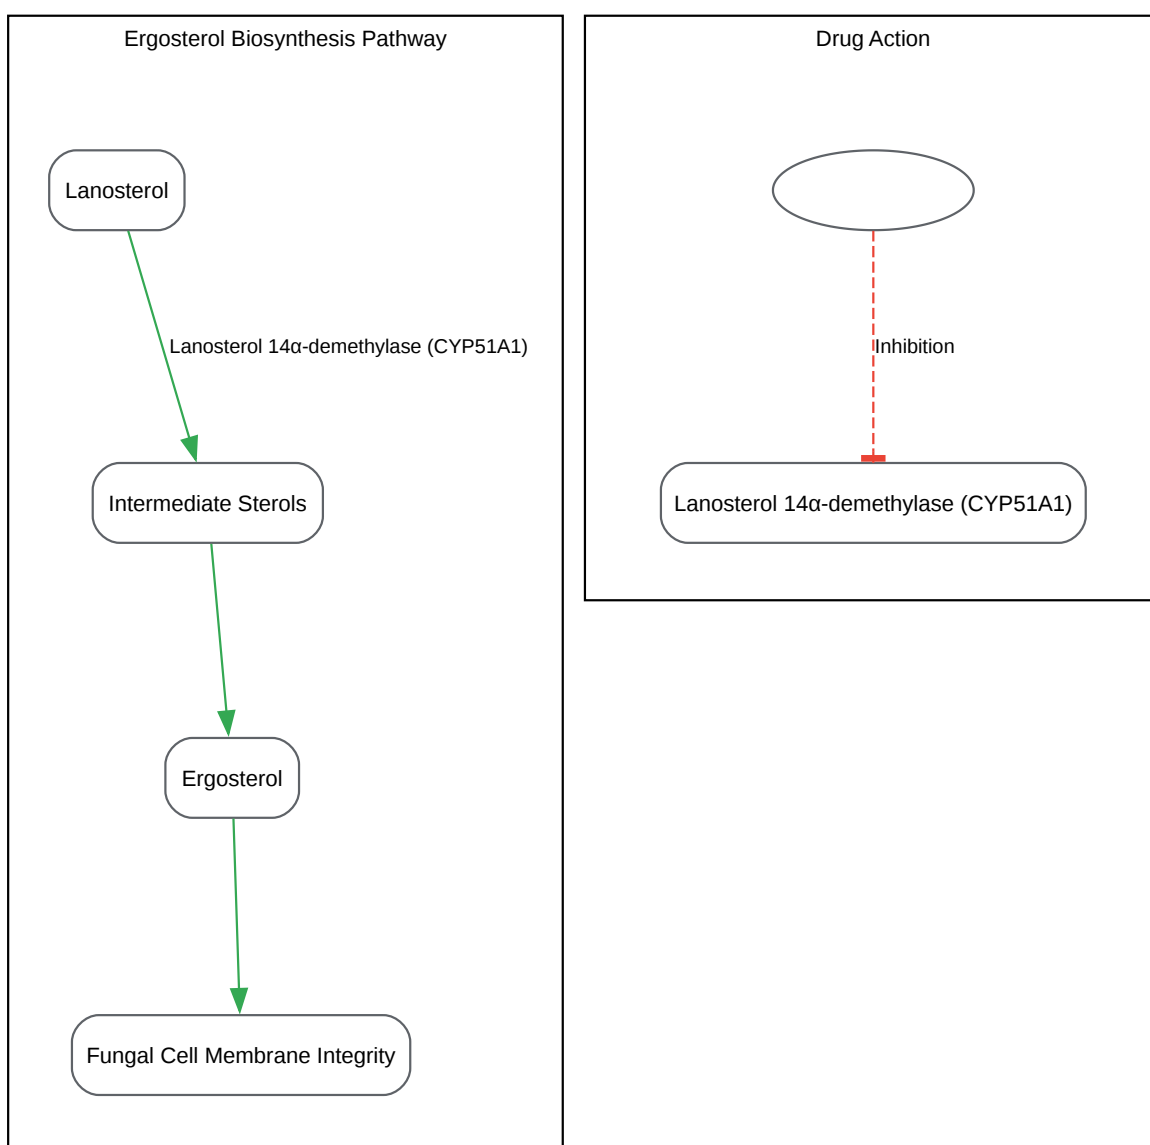 Ergosterol Biosynthesis Pathway
Lanosterol
Lanosterol 14α-demethylase (CYP51A1)
Intermediate Sterols
Ergosterol
Fungal Cell Membrane Integrity
Drug Action
Inhibition
Lanosterol 14α-demethylase (CYP51A1)